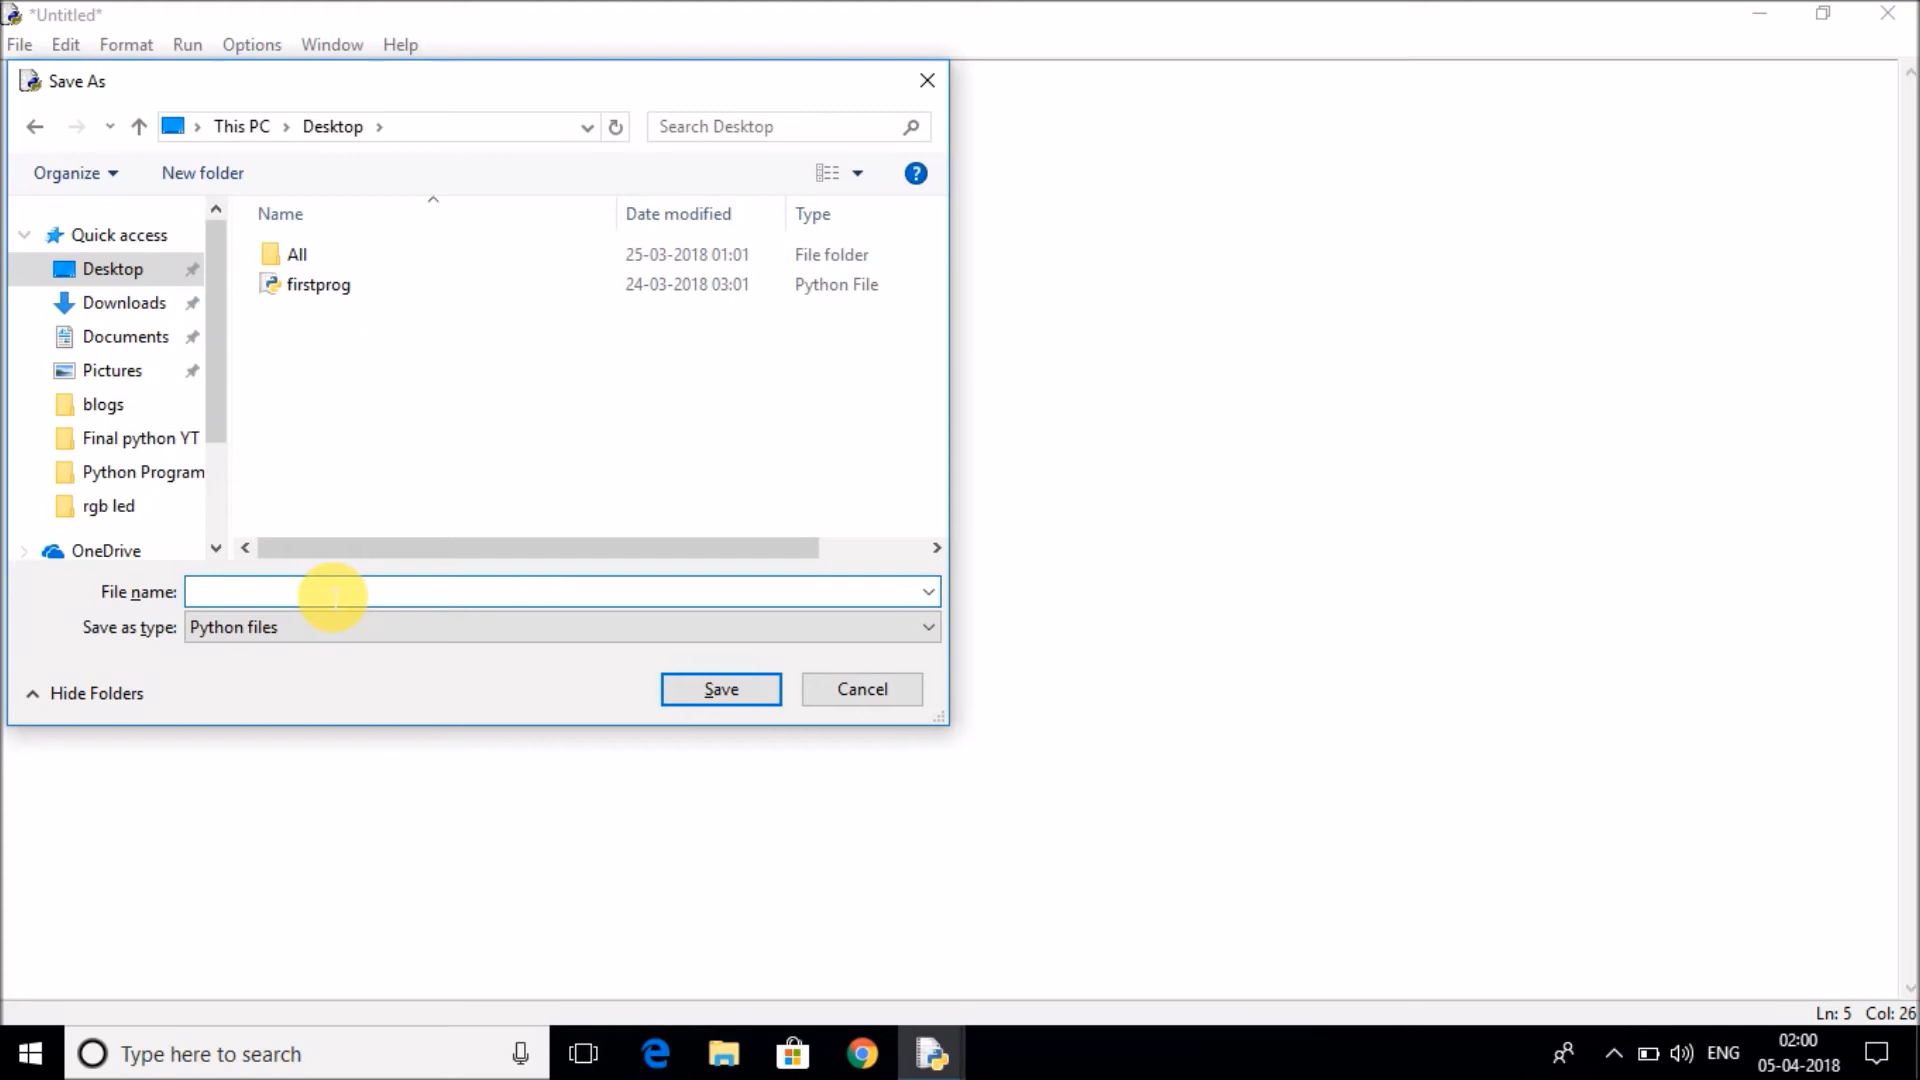 *Untitled*
File Edit Format Run Options Window Help
Save As
This PC Desktop Search Desktop
Organize New folder ?
Name Date modified Type
Quick access
Desktop
Downloads
Documents
Pictures
blogs
Final python YT
Python Program
rgb led
OneDrive
All 25-03-2018 01:01 File folder
firstprog 24-03-2018 03:01 Python File
File name:
Save as type: Python files
Hide Folders Save Cancel
Ln: 5 Col: 26
Type here to search ENG 02:00
05-04-2018